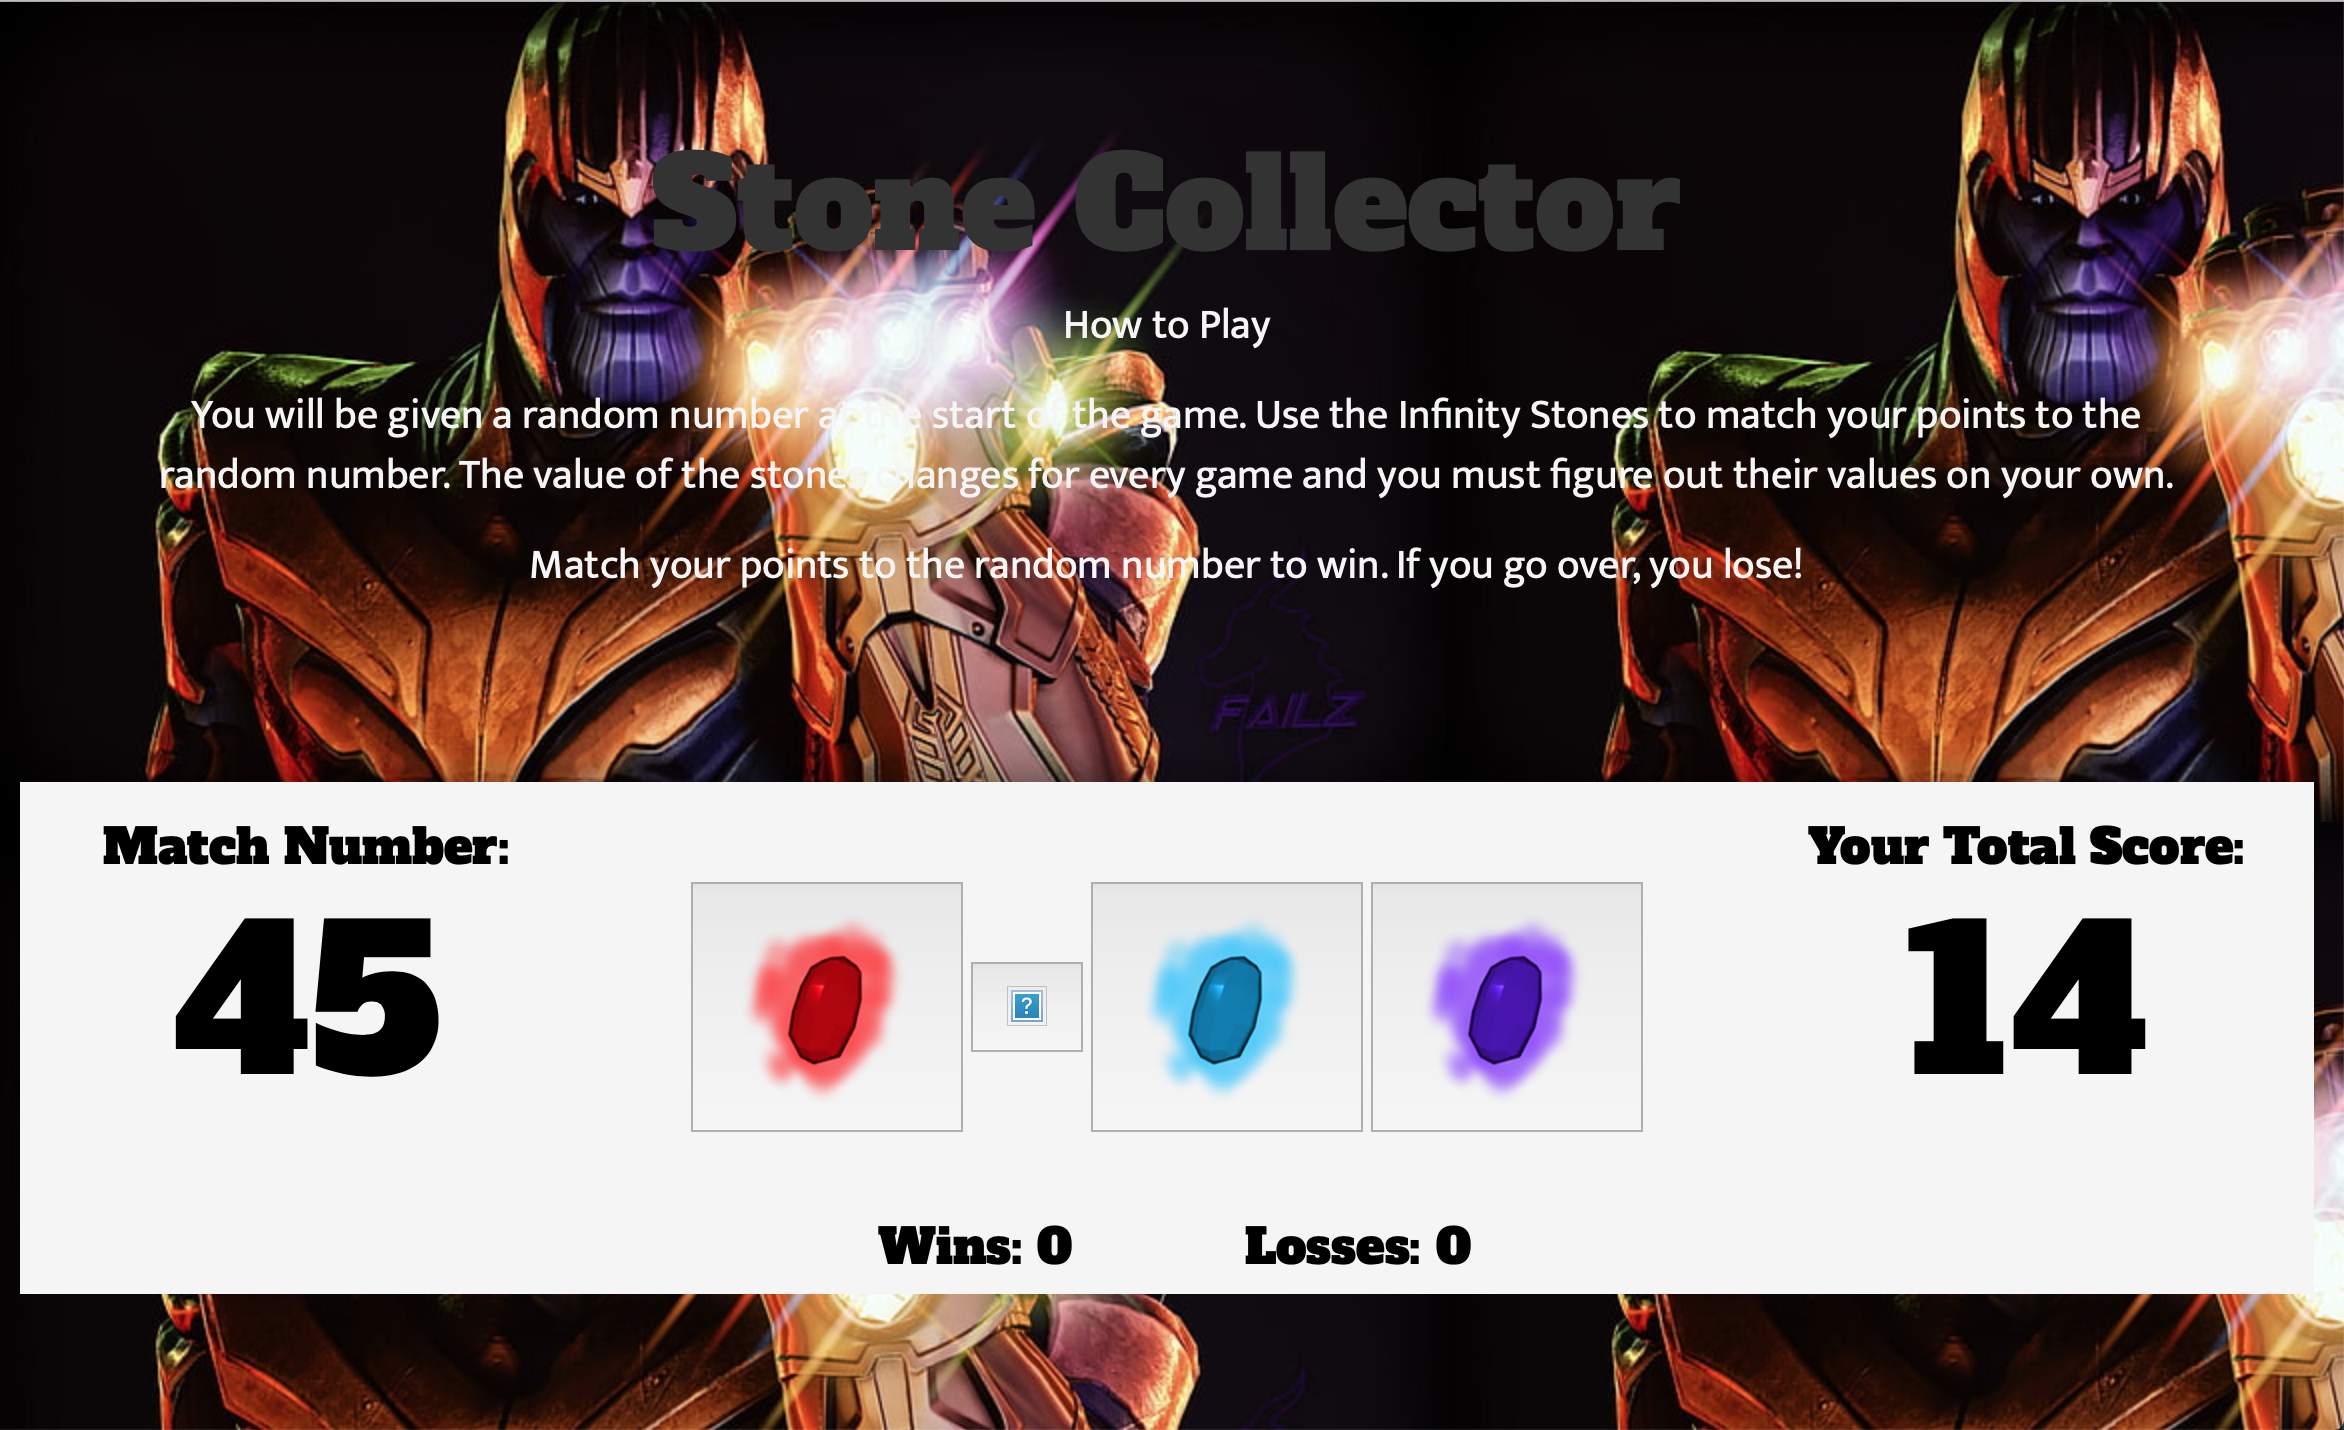 Stone Collector
How to Play
You will be given a random number at the start of the game. Use the Infinity Stones to match your points to the
random number. The value of the stones changes for every game and you must figure out their values on your own.
Match your points to the random number to win. If you go over, you lose!
FAILZ
Match Number:
45
?
Your Total Score:
14
Wins: 0
Losses: 0